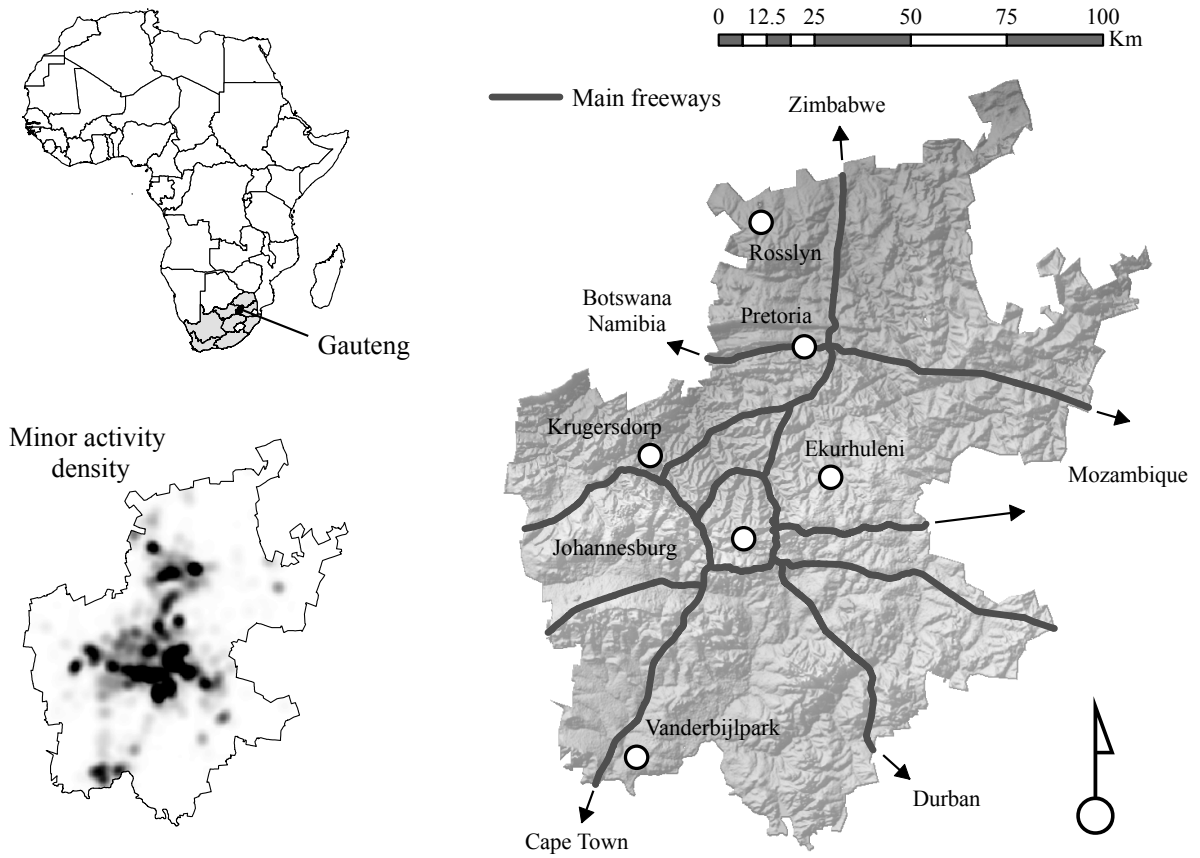 0 12.5 25 50 75 100
Km
Main freeways
Zimbabwe
Rosslyn
Botswana
Namibia
Pretoria
Gauteng
Minor activity
density
Krugersdorp
Ekurhuleni
Mozambique
Johannesburg
Vanderbijlpark
Durban
Cape Town